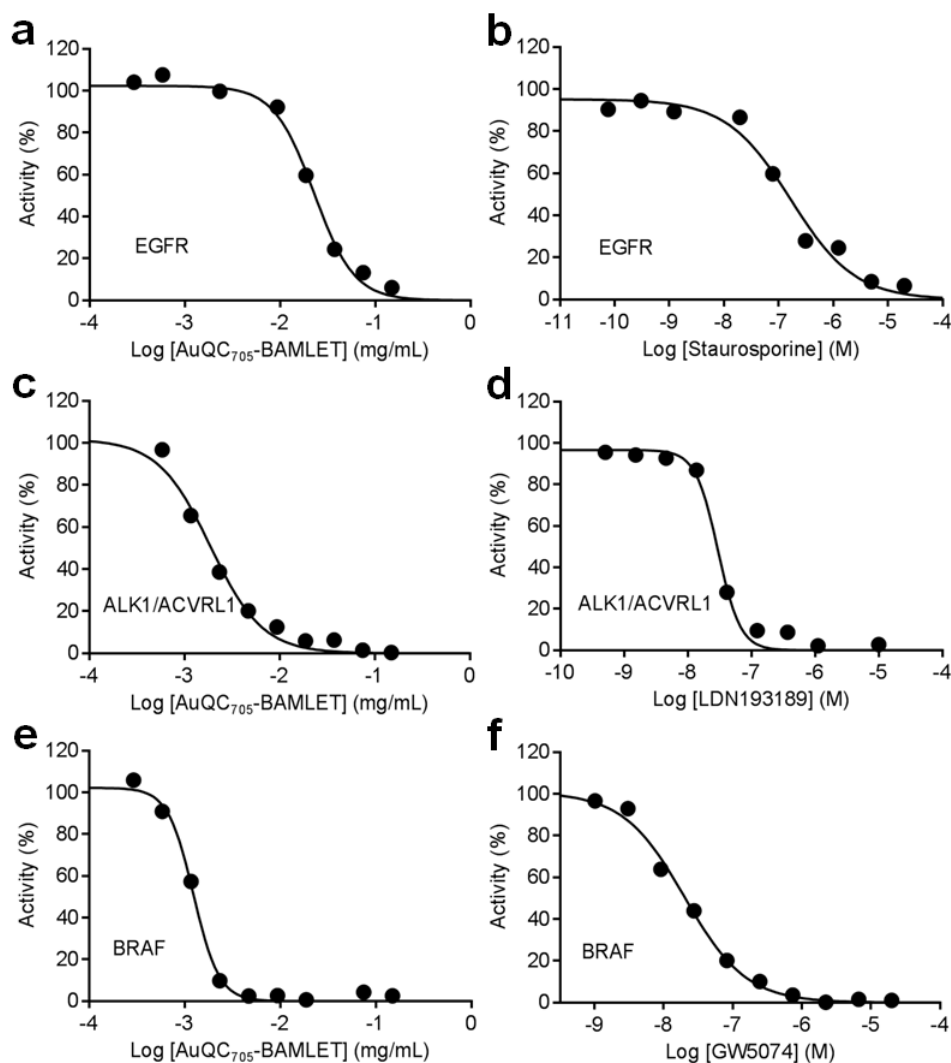 a
120
100
80
60
40
20
0
Activity (%)
EGFR
-4 -3 -2 -1 0
Log [AuQC₇₀₅-BAMLET] (mg/mL)
b
120
100
80
60
40
20
0
Activity (%)
EGFR
-11 -10 -9 -8 -7 -6 -5 -4
Log [Staurosporine] (M)
c
120
100
80
60
40
20
0
Activity (%)
ALK1/ACVRL1
-4 -3 -2 -1 0
Log [AuQC₇₀₅-BAMLET] (mg/mL)
d
120
100
80
60
40
20
0
Activity (%)
ALK1/ACVRL1
-10 -9 -8 -7 -6 -5 -4
Log [LDN193189] (M)
e
120
100
80
60
40
20
0
Activity (%)
BRAF
-4 -3 -2 -1 0
Log [AuQC₇₀₅-BAMLET] (mg/mL)
f
120
100
80
60
40
20
0
Activity (%)
BRAF
-9 -8 -7 -6 -5 -4
Log [GW5074] (M)